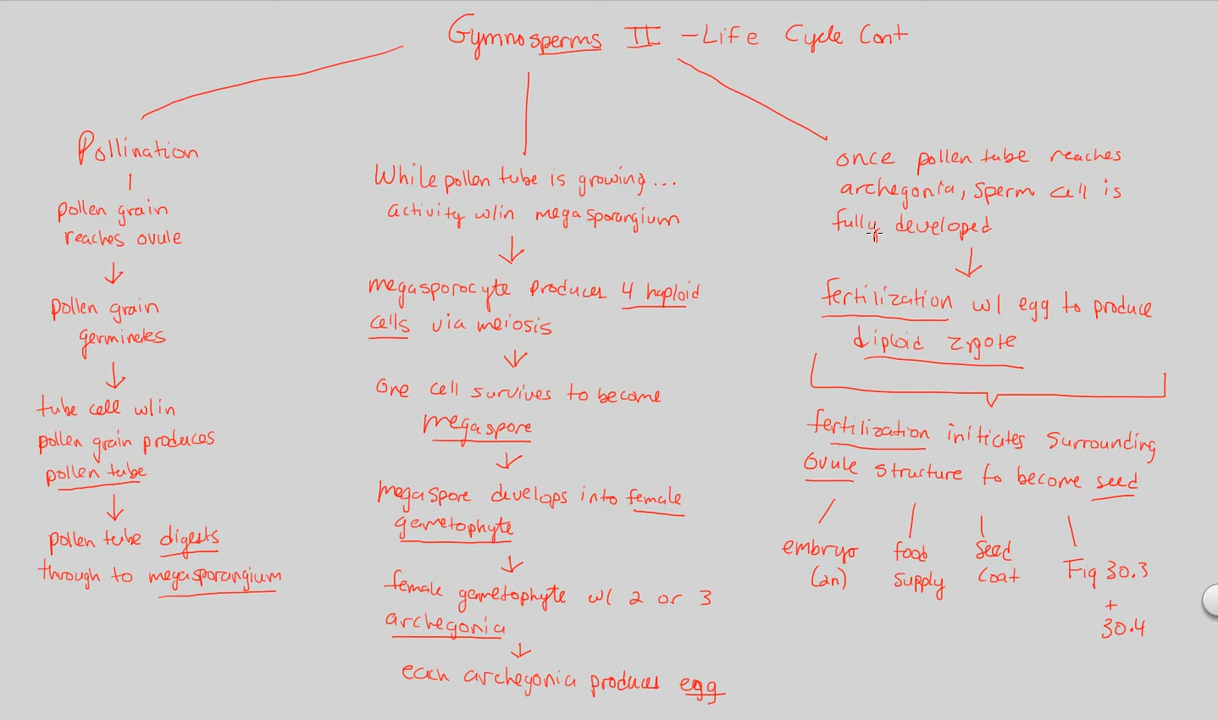 Gymnosperms II - Life Cycle Cont
Pollination
pollen grain
reaches ovule
pollen grain
germinates
tube cell w/in
pollen grain produces
pollen tube
pollen tube digests
through to megasporangium
While pollen tube is growing...
activity w/in megasporangium
megasporocyte produces 4 haploid
cells via meiosis
One cell survives to become
megaspore
megaspore develops into female
gametophyte
female gametophyte w/ 2 or 3
archegonia
each archegonia produces egg
once pollen tube reaches
archegonia, sperm cell is
fully developed
fertilization w/ egg to produce
diploid zygote
fertilization initiates surrounding
ovule structure to become seed
embryo
(2n)
food
supply
seed
coat
Fig 30.3
+
30.4